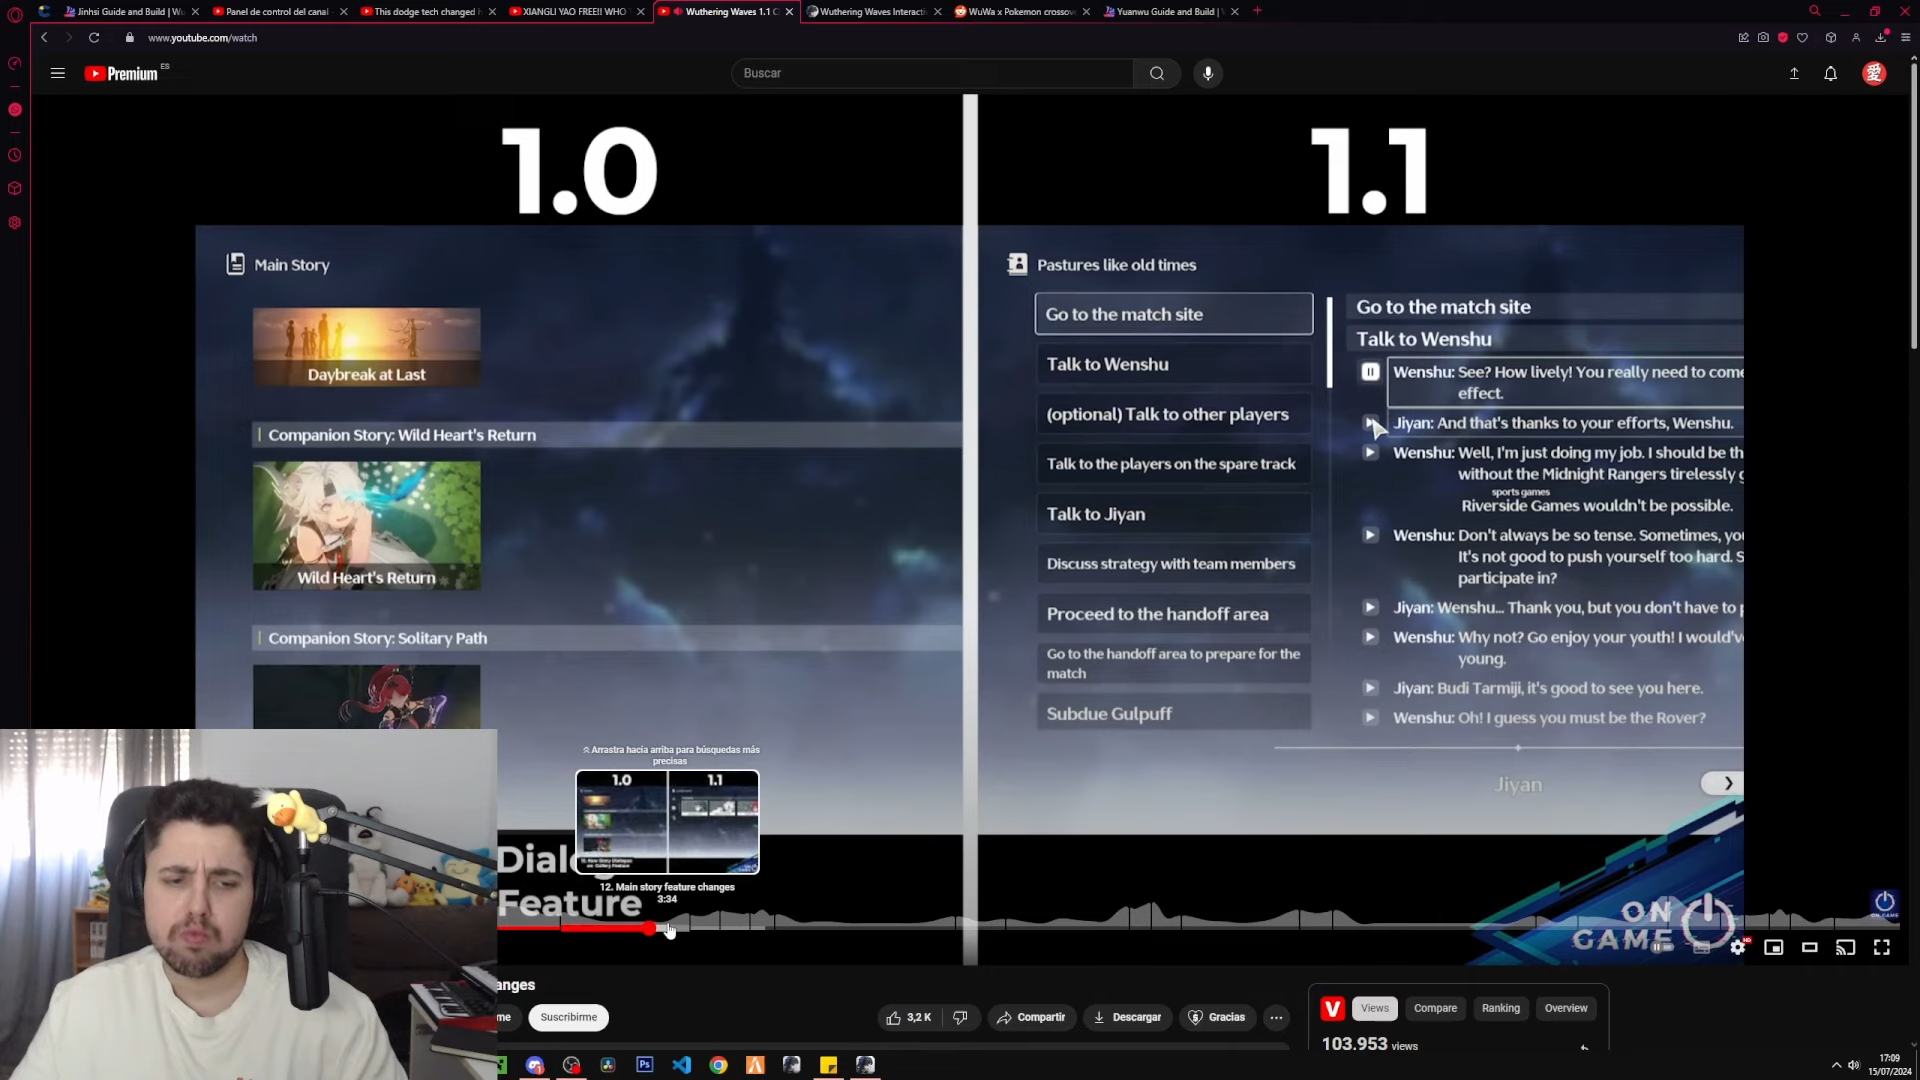 Jinhsi Guide and Build | Wu
Panel de control del canal
This dodge tech changed
XIANGLI YAO FREE!! WHO
Wuthering Waves 1.1 C
Wuthering Waves Interacti
WuWa x Pokemon crossove
Yuanwu Guide and Build |
www.youtube.com/watch
Premium ES
Buscar
愛
1.0
1.1
Main Story
Daybreak at Last
Companion Story: Wild Heart's Return
Wild Heart's Return
Companion Story: Solitary Path
Pastures like old times
Go to the match site
Talk to Wenshu
(optional) Talk to other players
Talk to the players on the spare track
Talk to Jiyan
Discuss strategy with team members
Proceed to the handoff area
Go to the handoff area to prepare for the
match
Subdue Gulpuff
Go to the match site
Talk to Wenshu
Wenshu: See? How lively! You really need to come
effect.
Jiyan: And that's thanks to your efforts, Wenshu.
Wenshu: Well, I'm just doing my job. I should be th
without the Midnight Rangers tirelessly g
sports games
Riverside Games wouldn't be possible.
Wenshu: Don't always be so tense. Sometimes, you
It's not good to push yourself too hard. S
participate in?
Jiyan: Wenshu... Thank you, but you don't have to p
Wenshu: Why not? Go enjoy your youth! I would'v
young.
Jiyan: Budi Tarmiji, it's good to see you here.
Wenshu: Oh! I guess you must be the Rover?
Jiyan
Arrastra hacia arriba para búsquedas más
precisas
1.0
1.1
12. Main story feature changes
3:34
Dialo
Feature
ON
GAME
anges
me
Suscribirme
3,2 K
Compartir
Descargar
Gracias
Views
Compare
Ranking
Overview
103.953 views
Ps
17:09
15/07/2024